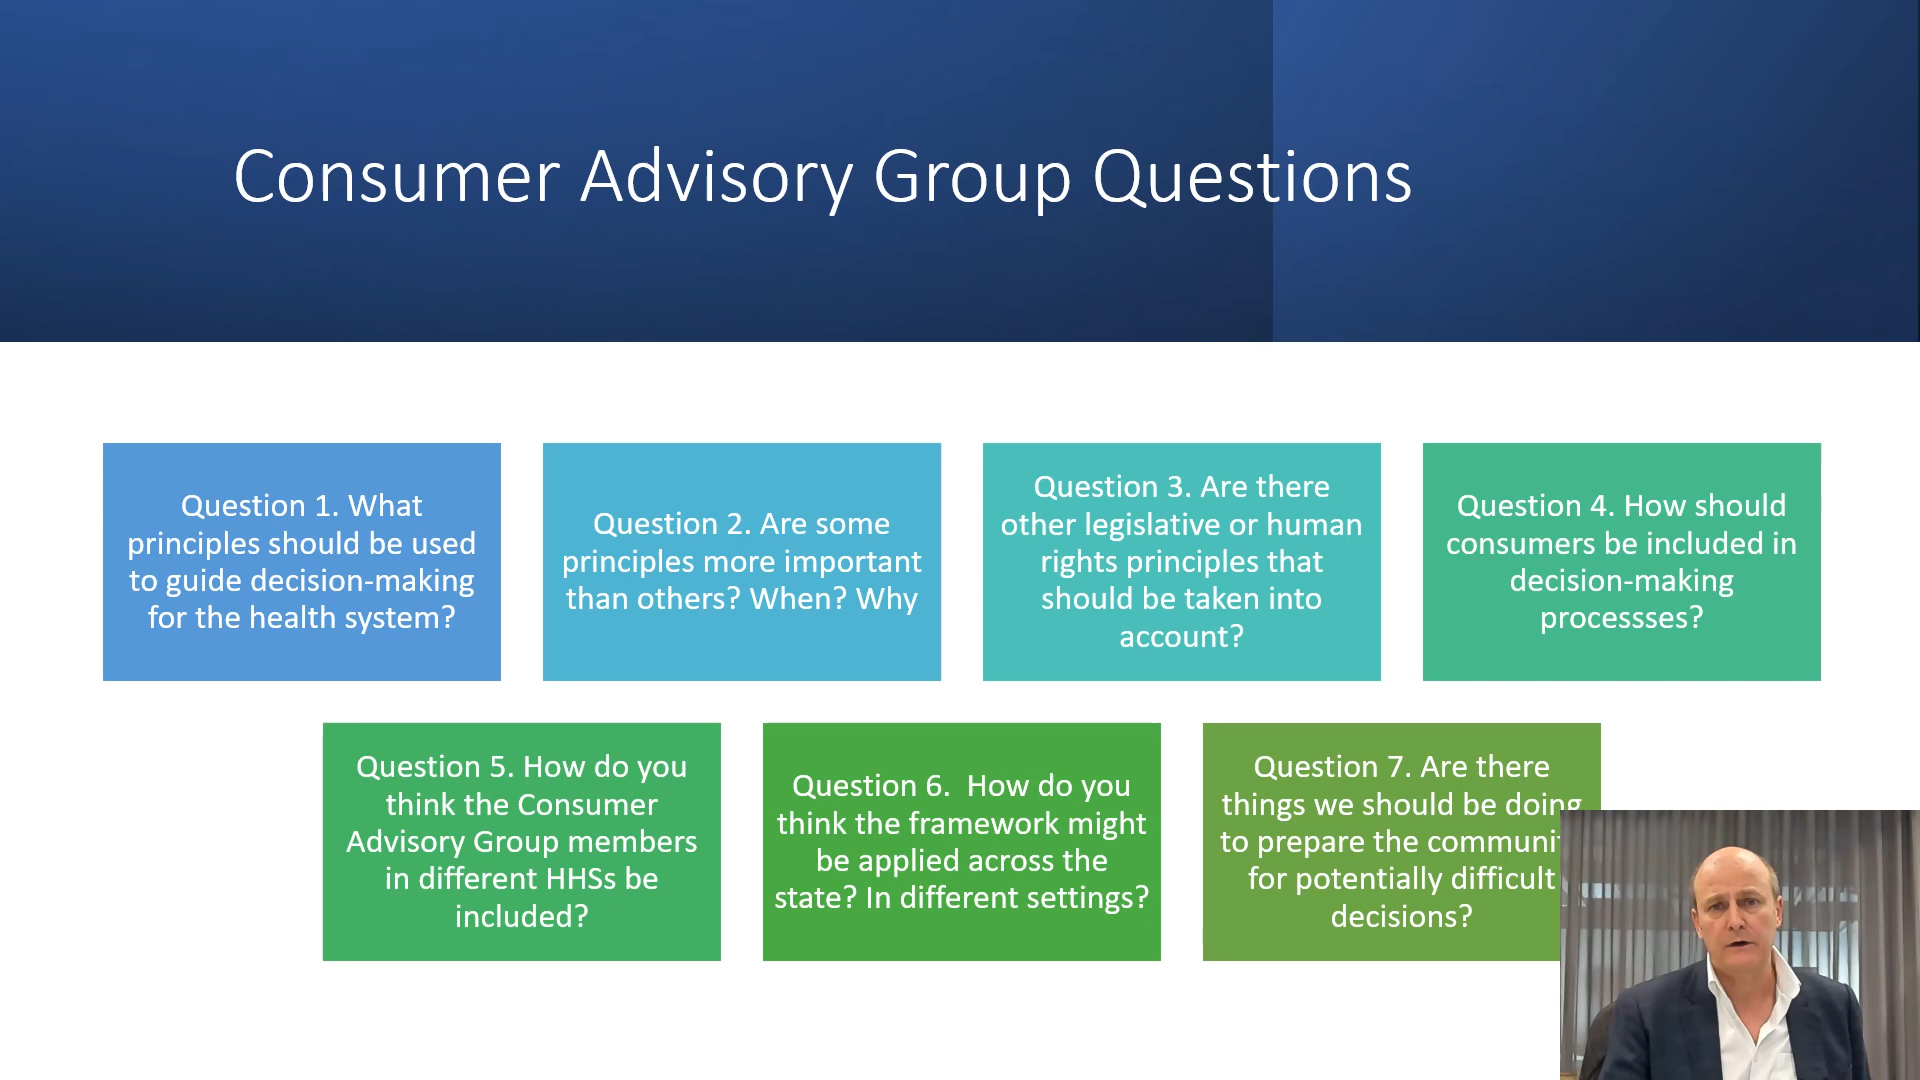 Consumer Advisory Group Questions
Question 1. What
principles should be used
to guide decision-making
for the health system?
Question 2. Are some
principles more important
than others? When? Why
Question 3. Are there
other legislative or human
rights principles that
should be taken into
account?
Question 4. How should
consumers be included in
decision-making
processses?
Question 5. How do you
think the Consumer
Advisory Group members
in different HHSs be
included?
Question 6.  How do you
think the framework might
be applied across the
state? In different settings?
Question 7. Are there
things we should be doing
to prepare the
for potentially difficult
decisions?